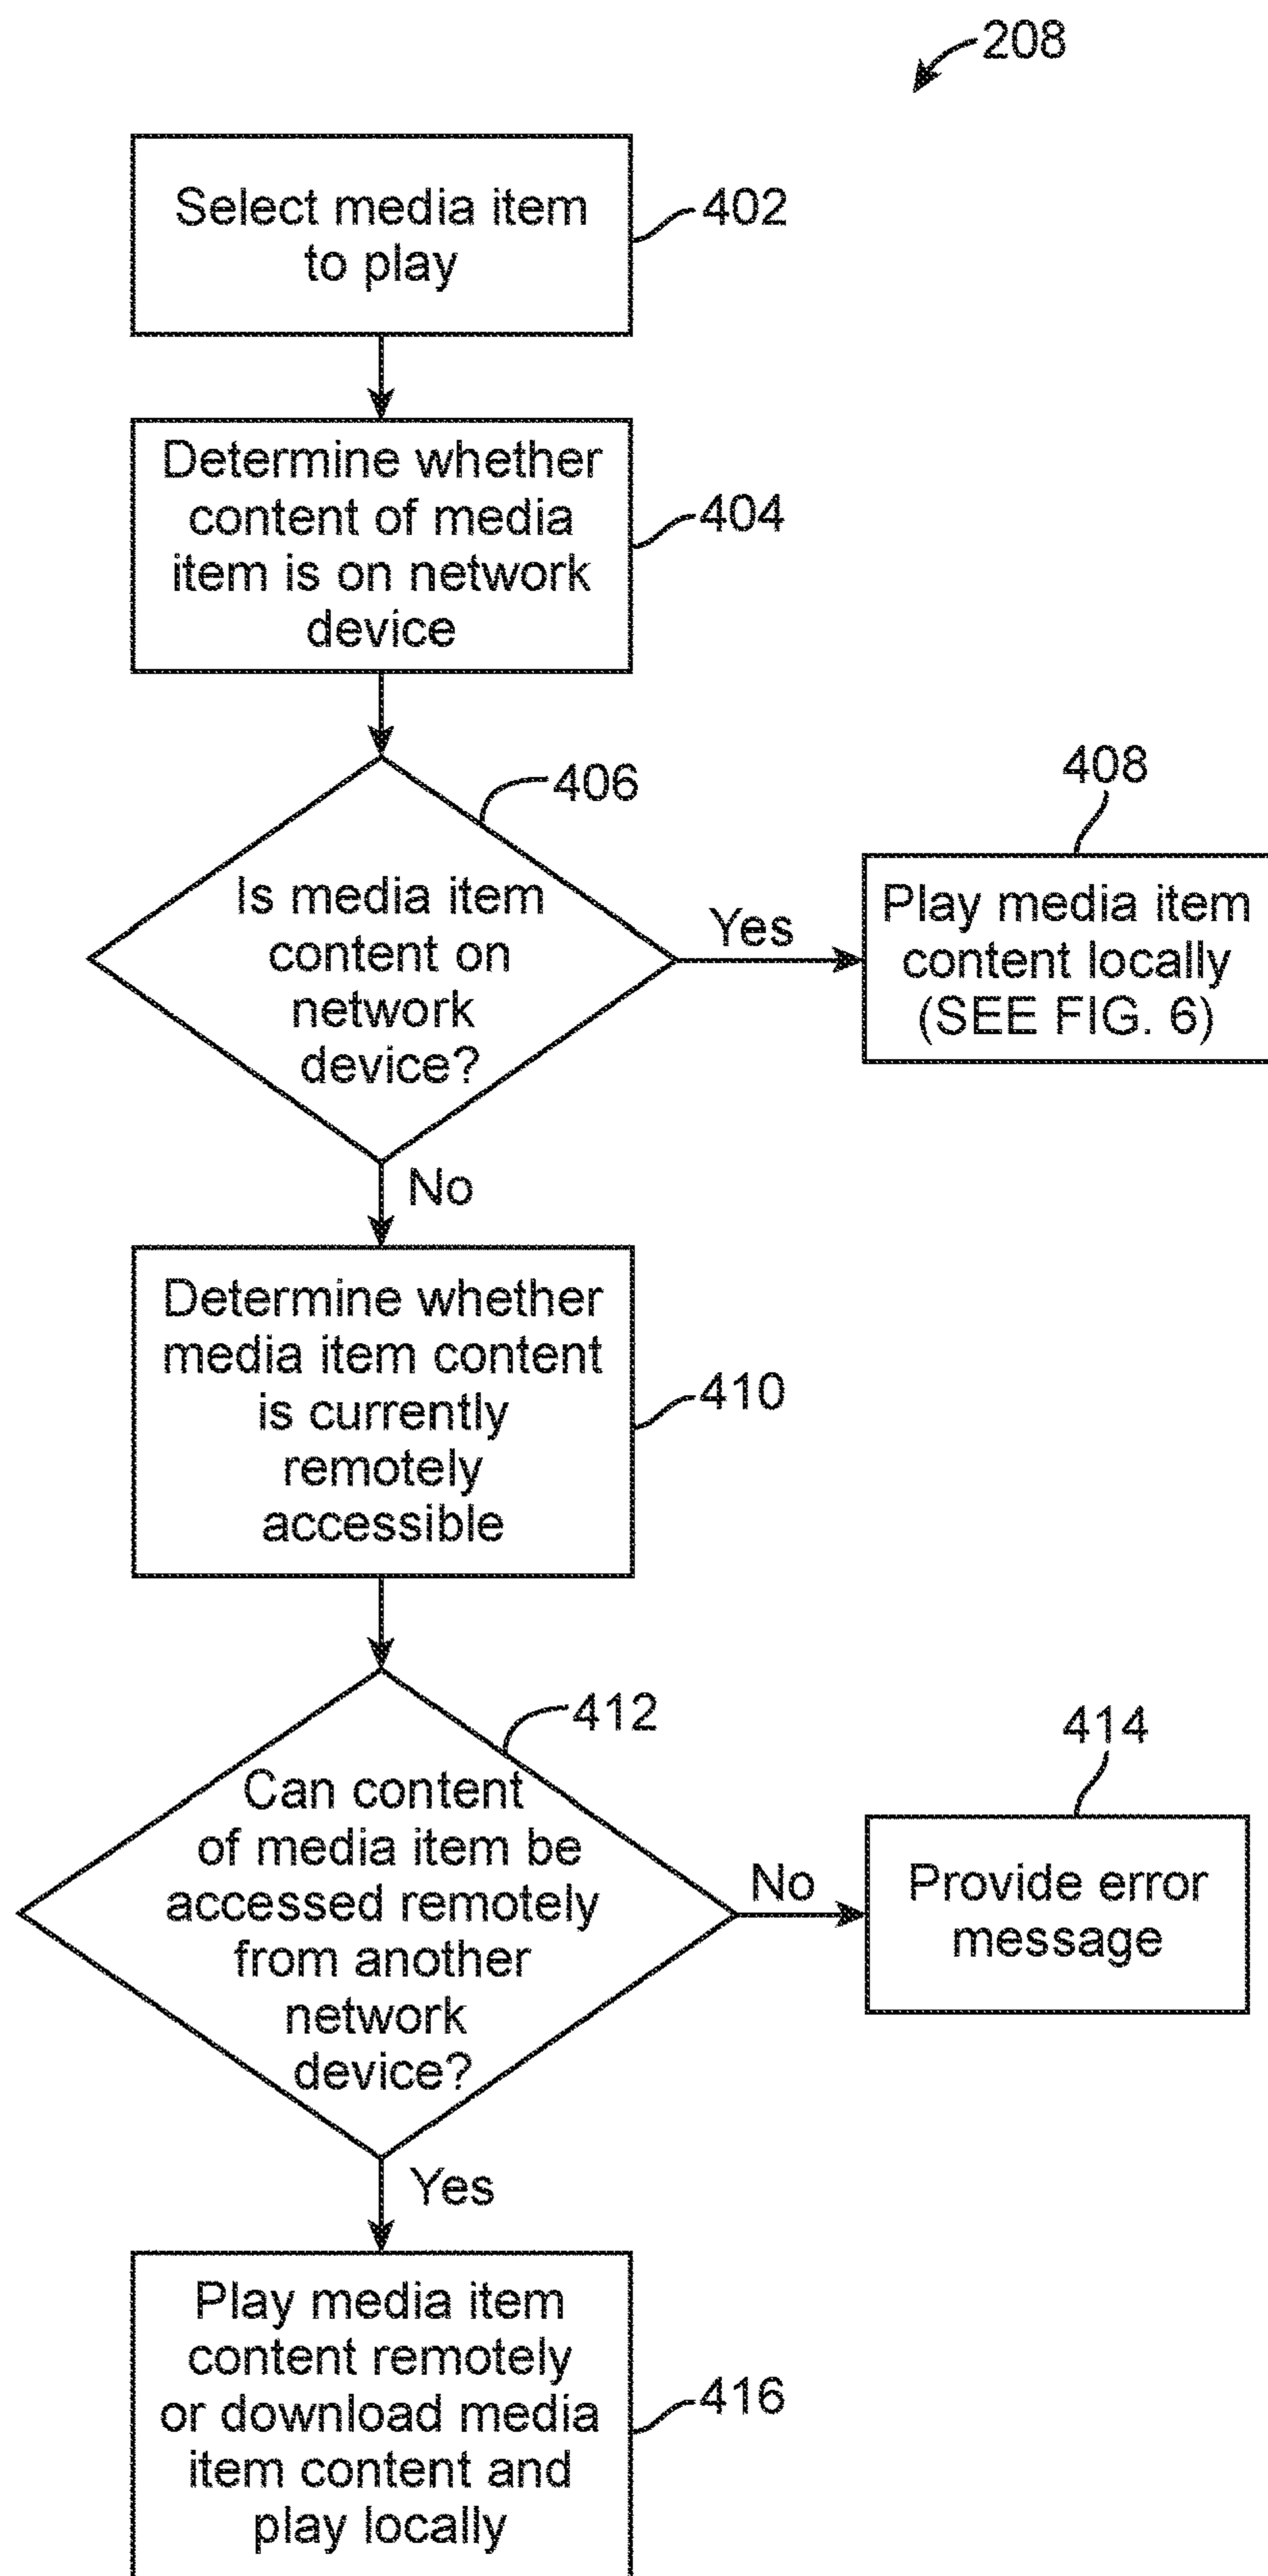 208
Select media item
to play
402
Determine whether
content of media
item is on network
device
404
406
Is media item
content on
network
device?
Yes
408
Play media item
content locally
(SEE FIG. 6)
No
Determine whether
media item content
is currently
remotely
accessible
410
412
Can content
of media item be
accessed remotely
from another
network
device?
No
414
Provide error
message
Yes
Play media item
content remotely
or download media
item content and
play locally
416